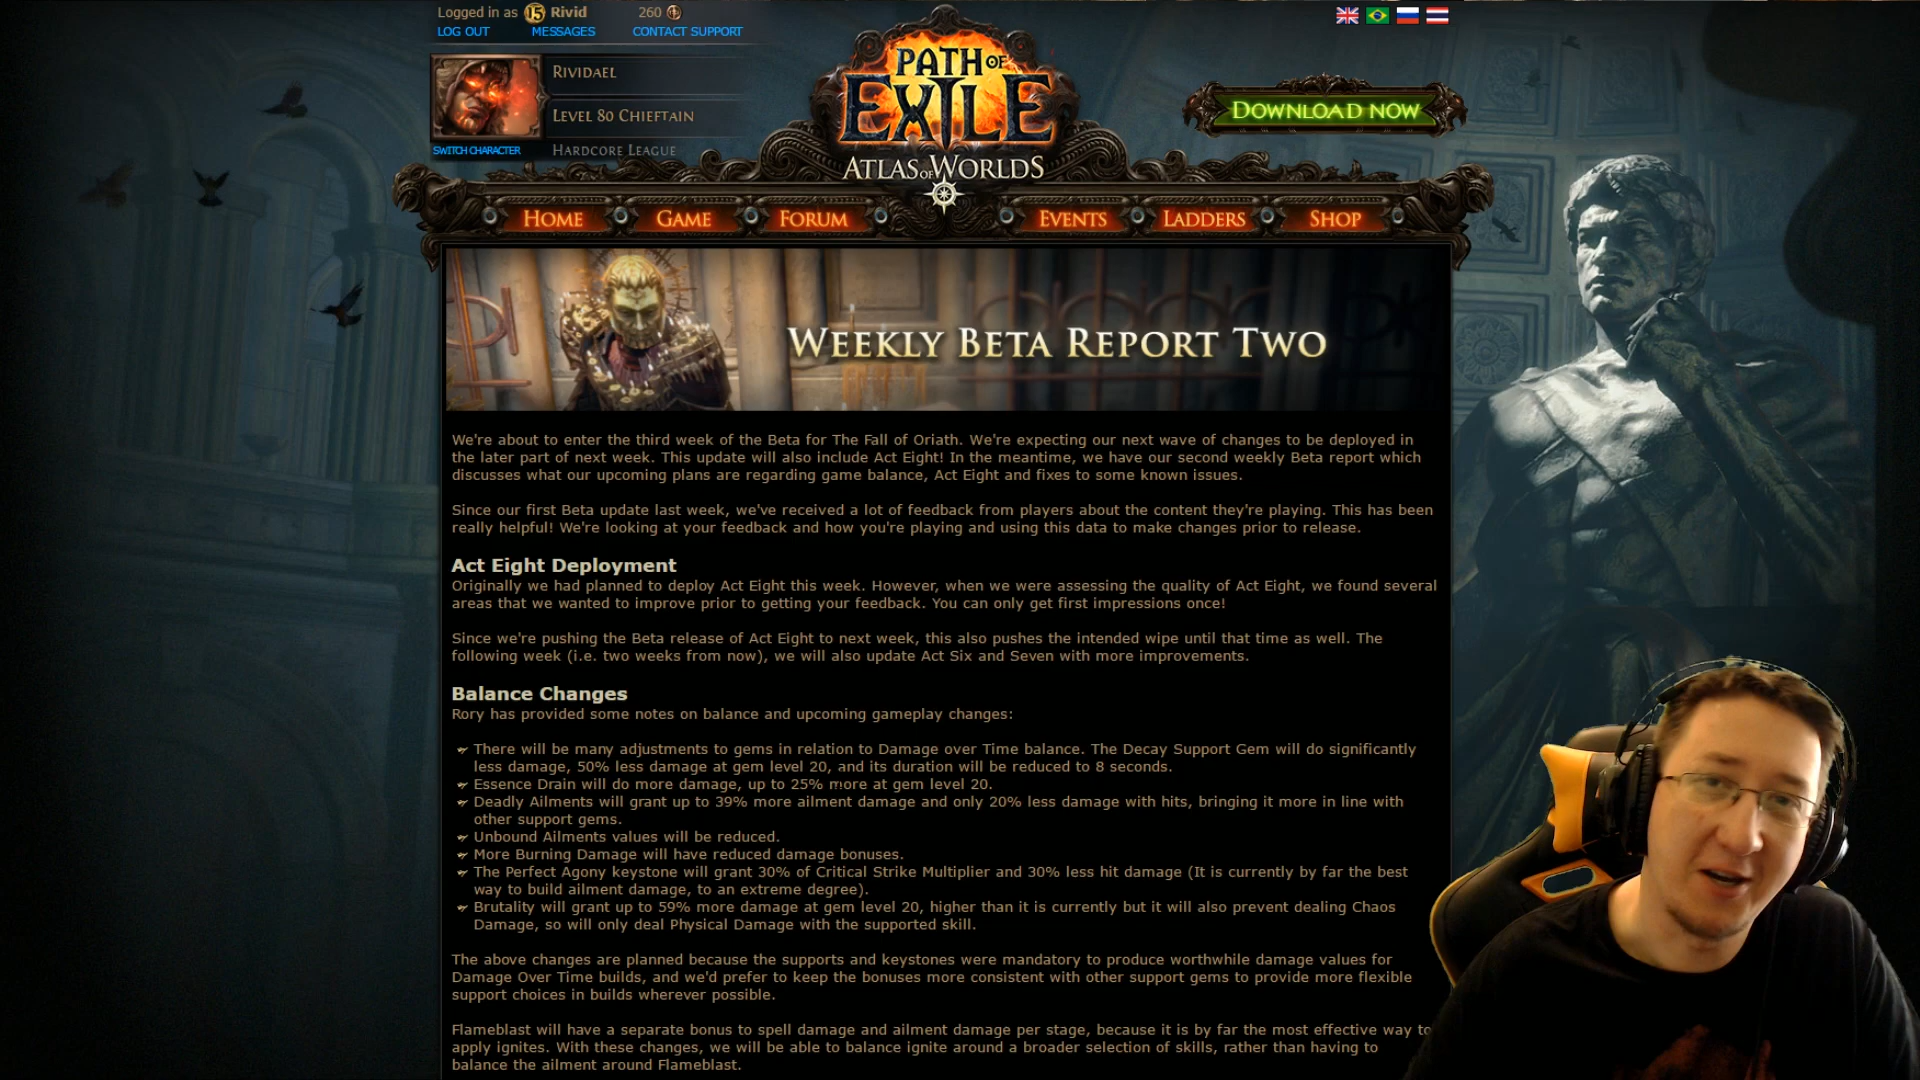 Logged in as 15 Rivid 260
LOG OUT MESSAGES CONTACT SUPPORT
RIVIDAEL
LEVEL 80 CHIEFTAIN
SWITCH CHARACTER HARDCORE LEAGUE
PATH OF EXILE
ATLAS OF WORLDS
DOWNLOAD NOW
HOME GAME FORUM EVENTS LADDERS SHOP
WEEKLY BETA REPORT TWO
We're about to enter the third week of the Beta for The Fall of Oriath. We're expecting our next wave of changes to be deployed in
the later part of next week. This update will also include Act Eight! In the meantime, we have our second weekly Beta report which
discusses what our upcoming plans are regarding game balance, Act Eight and fixes to some known issues.
Since our first Beta update last week, we've received a lot of feedback from players about the content they're playing. This has been
really helpful! We're looking at your feedback and how you're playing and using this data to make changes prior to release.
Act Eight Deployment
Originally we had planned to deploy Act Eight this week. However, when we were assessing the quality of Act Eight, we found several
areas that we wanted to improve prior to getting your feedback. You can only get first impressions once!
Since we're pushing the Beta release of Act Eight to next week, this also pushes the intended wipe until that time as well. The
following week (i.e. two weeks from now), we will also update Act Six and Seven with more improvements.
Balance Changes
Rory has provided some notes on balance and upcoming gameplay changes:
There will be many adjustments to gems in relation to Damage over Time balance. The Decay Support Gem will do significantly
less damage, 50% less damage at gem level 20, and its duration will be reduced to 8 seconds.
Essence Drain will do more damage, up to 25% more at gem level 20.
Deadly Ailments will grant up to 39% more ailment damage and only 20% less damage with hits, bringing it more in line with
other support gems.
Unbound Ailments values will be reduced.
More Burning Damage will have reduced damage bonuses.
The Perfect Agony keystone will grant 30% of Critical Strike Multiplier and 30% less hit damage (It is currently by far the best
way to build ailment damage, to an extreme degree).
Brutality will grant up to 59% more damage at gem level 20, higher than it is currently but it will also prevent dealing Chaos
Damage, so will only deal Physical Damage with the supported skill.
The above changes are planned because the supports and keystones were mandatory to produce worthwhile damage values for
Damage Over Time builds, and we'd prefer to keep the bonuses more consistent with other support gems to provide more flexible
support choices in builds wherever possible.
Flameblast will have a separate bonus to spell damage and ailment damage per stage, because it is by far the most effective way to
apply ignites. With these changes, we will be able to balance ignite around a broader selection of skills, rather than having to
balance the ailment around Flameblast.